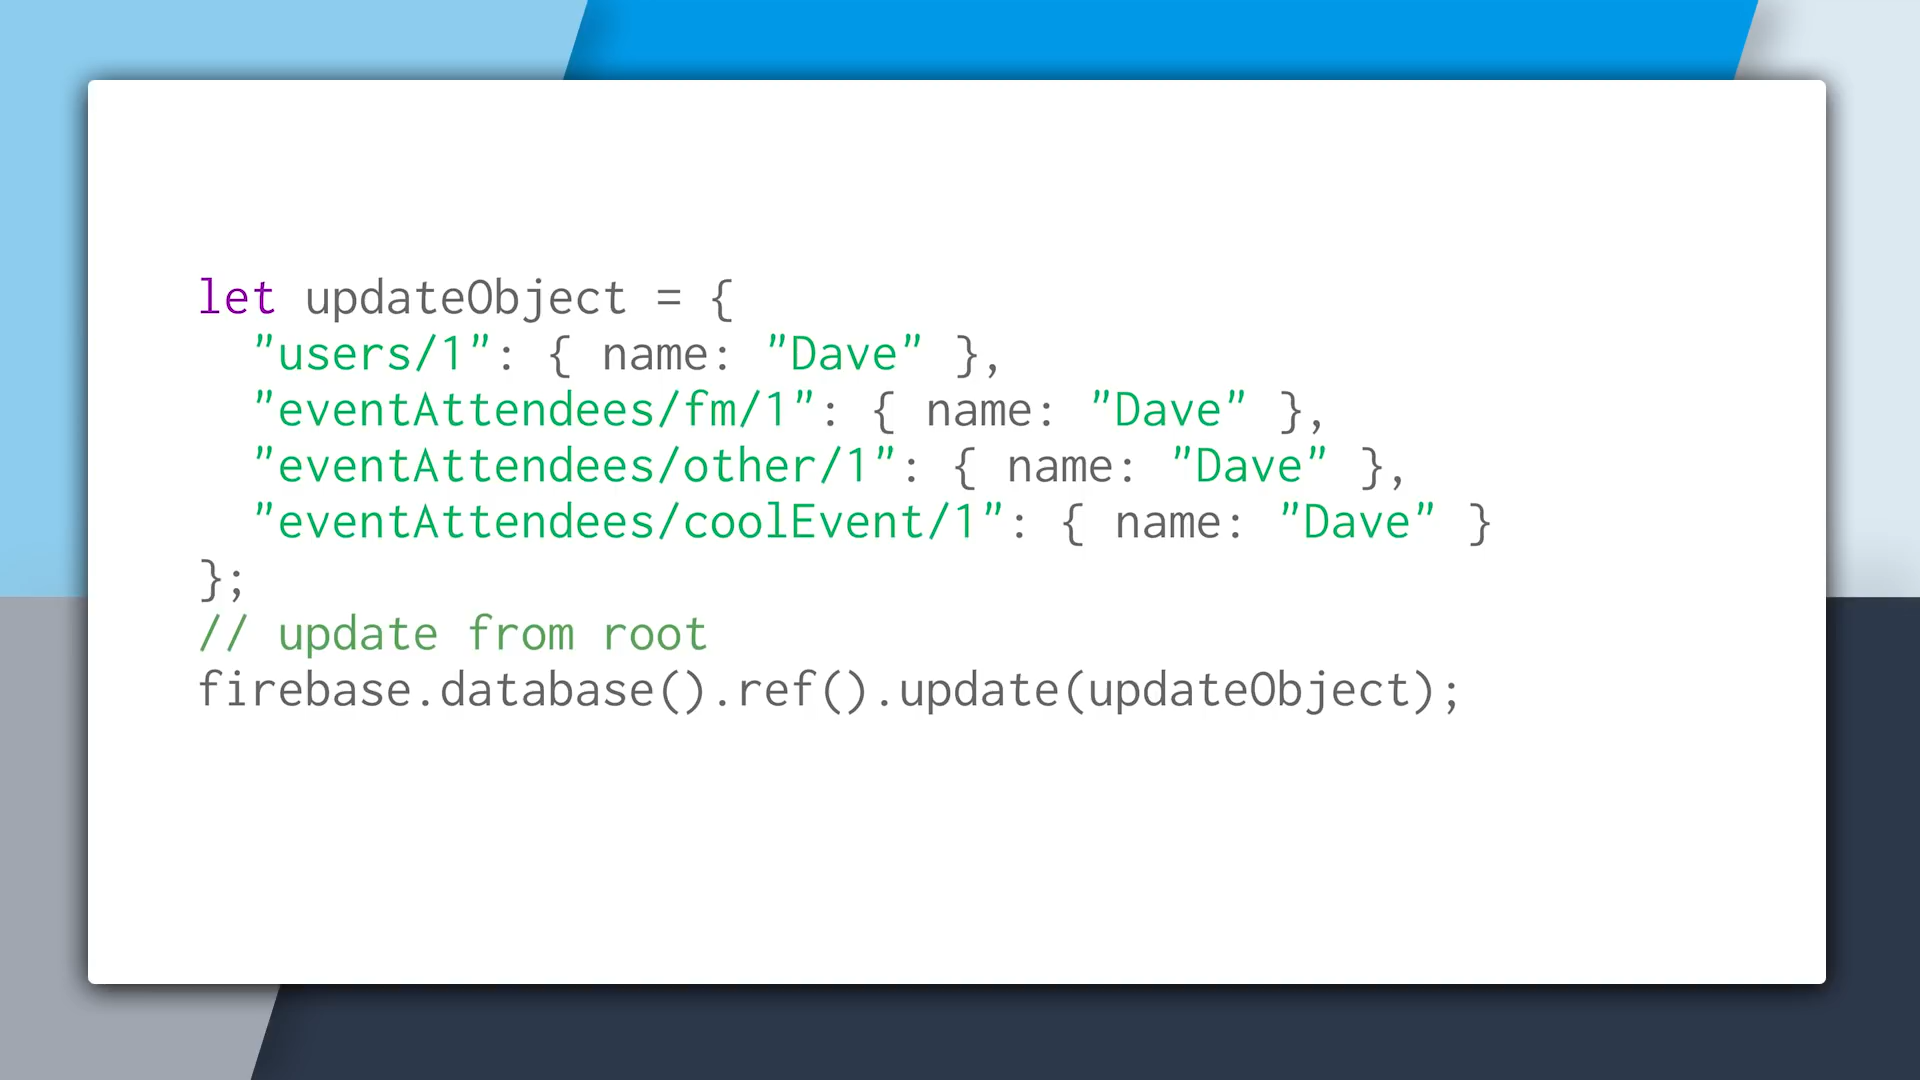 let updateObject = {
  "users/1": { name: "Dave" },
  "eventAttendees/fm/1": { name: "Dave" },
  "eventAttendees/other/1": { name: "Dave" },
  "eventAttendees/coolEvent/1": { name: "Dave" }
};
// update from root
firebase.database().ref().update(updateObject);